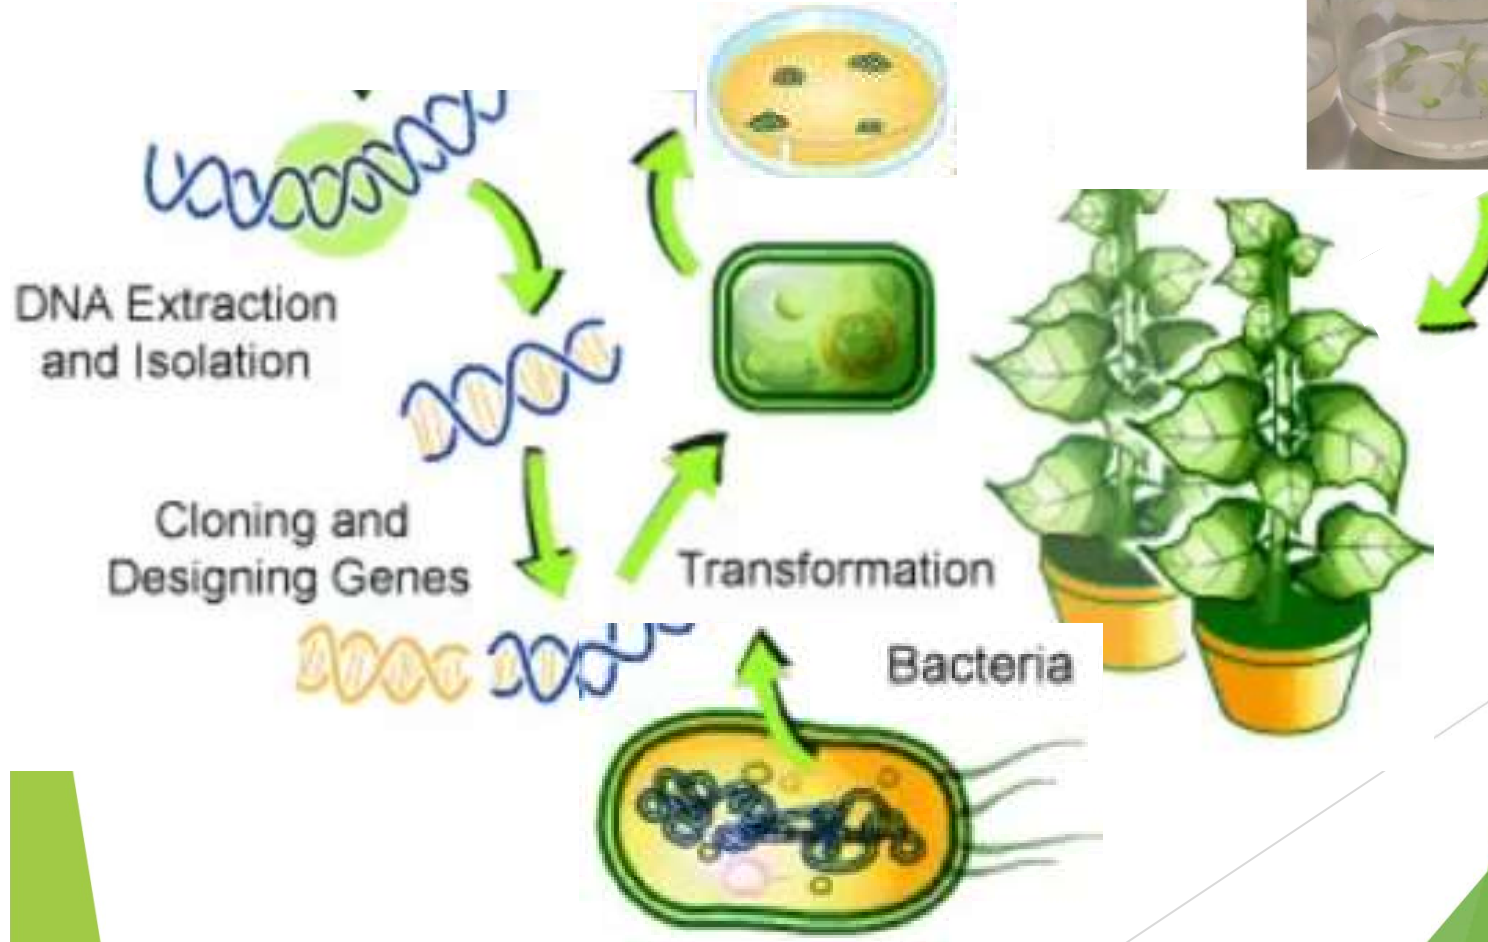 DNA Extraction
and Isolation
Cloning and
Designing Genes
Transformation
Bacteria